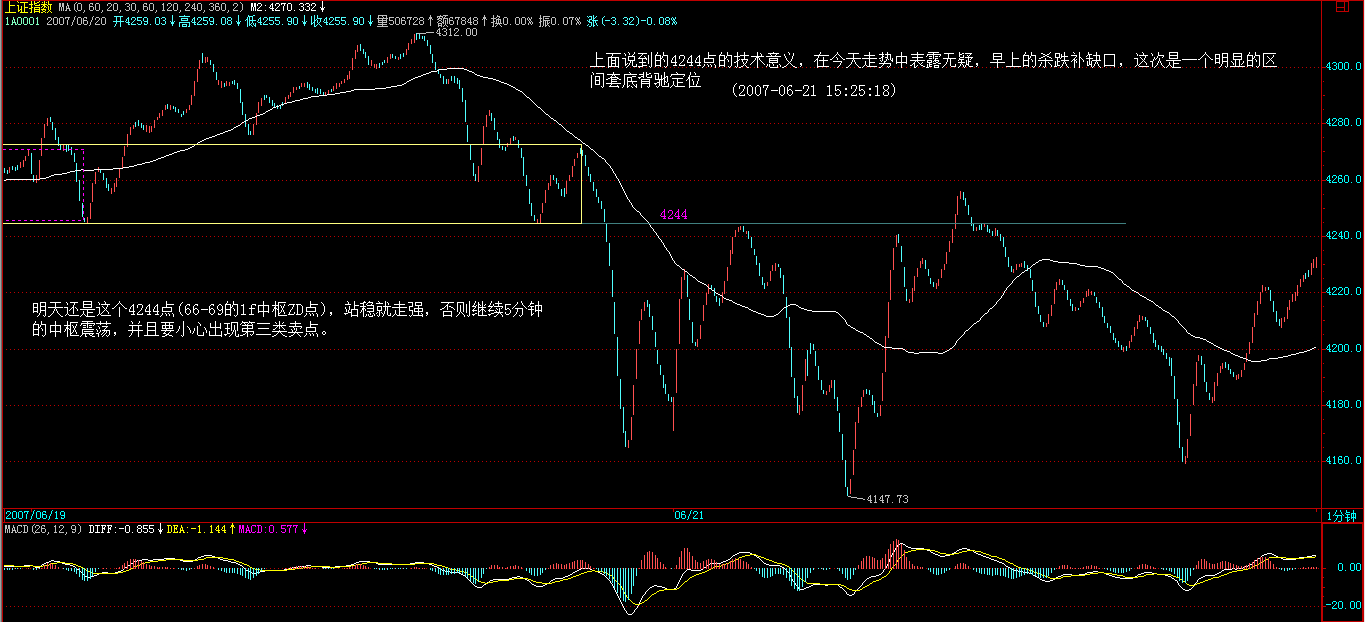 上证指数 MA(0,60,20,30,60,120,240,360,2) M2:4270.332↓
日
1A0001 2007/06/20 开4259.03↓高4259.08↓低4255.90↓收4255.90↓量506728↑额67848↑换0.00% 振0.07% 涨(-3.32)-0.08%
4312.00
上面说到的4244点的技术意义，在今天走势中表露无疑，早上的杀跌补缺口，这次是一个明显的区
间套底背驰定位 (2007-06-21 15:25:18)
4300.0
4280.0
4260.0
4244
4240.0
4220.0
明天还是这个4244点(66-69的1f中枢ZD点)，站稳就走强，否则继续5分钟
的中枢震荡，并且要小心出现第三类卖点。
4200.0
4180.0
4160.0
4147.73
2007/06/19
06/21
1分钟
MACD(26,12,9) DIFF:-0.855↓DEA:-1.144↑MACD:0.577↓
0.00
-20.00